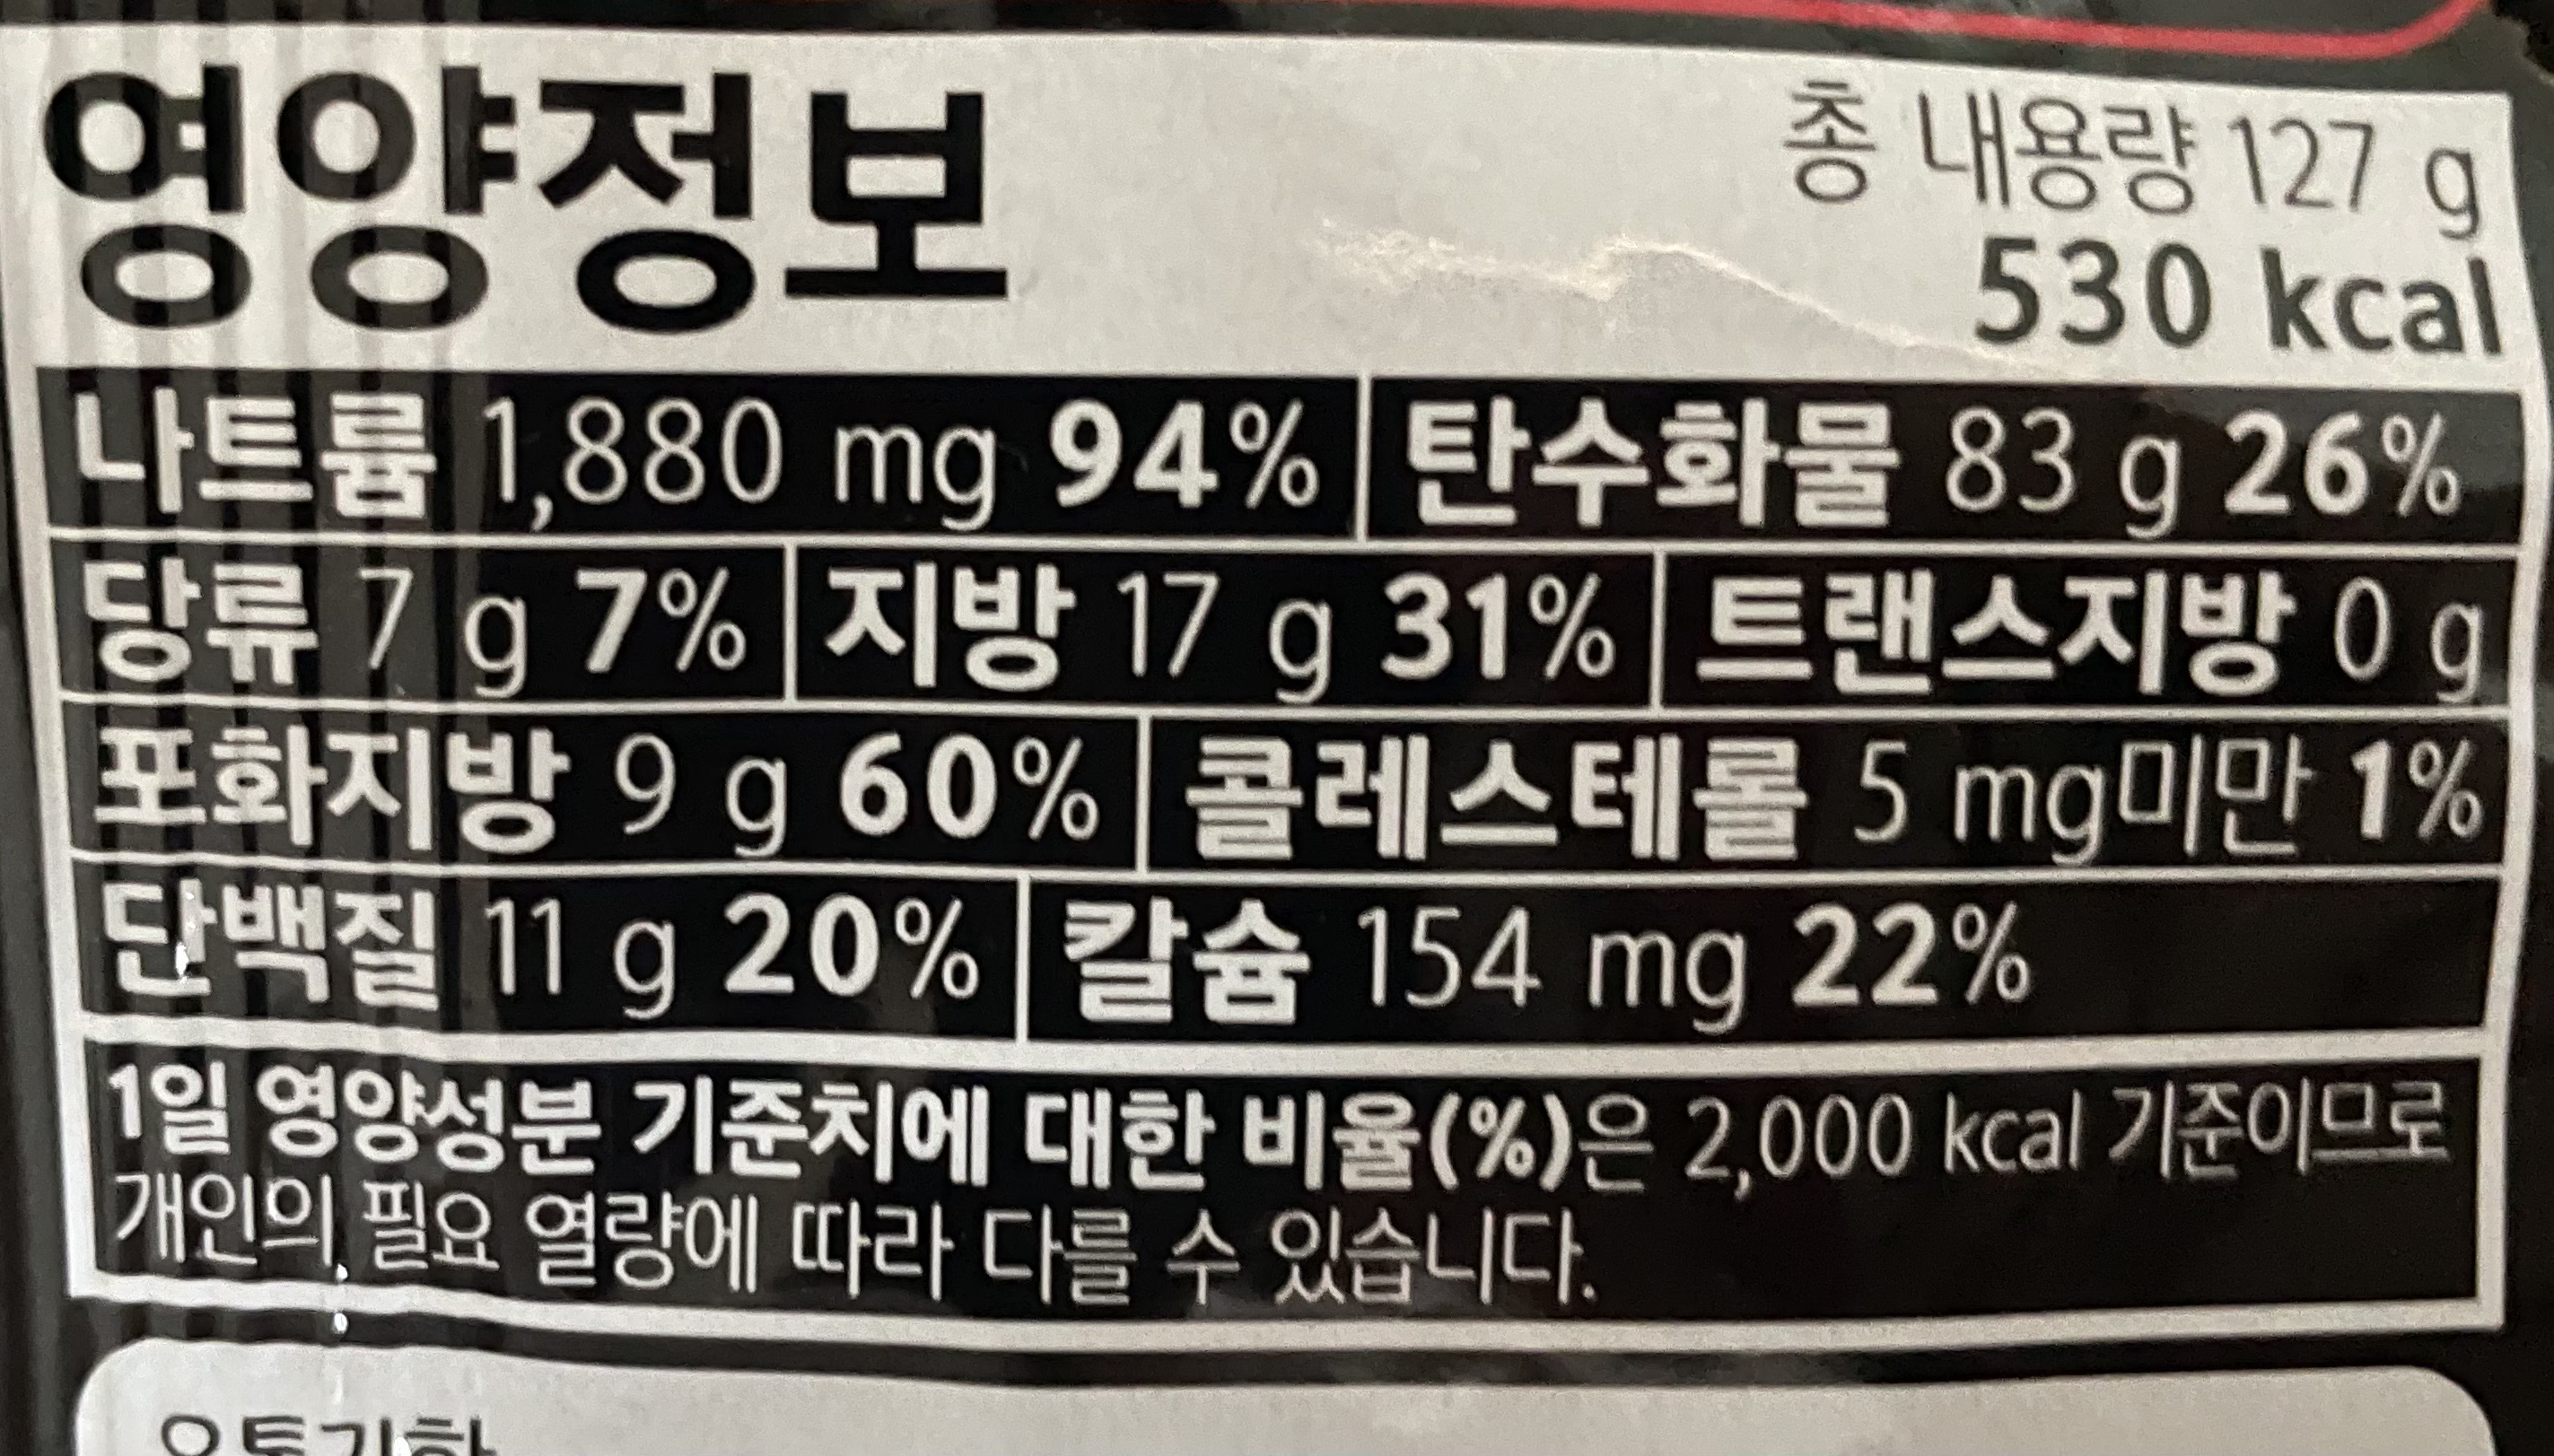 영양정보
총 내용량 127 g
530 kcal
나트륨 1,880 mg 94% 탄수화물 83 g 26%
당류 7 g 7% 지방 17 g 31% 트랜스지방 0 g
포화지방 9 g 60% 콜레스테롤 5 mg미만 1%
단백질 11 g 20% 칼슘 154 mg 22%
1일 영양성분 기준치에 대한 비율(%)은 2,000 kcal 기준이므로
개인의 필요 열량에 따라 다를 수 있습니다.